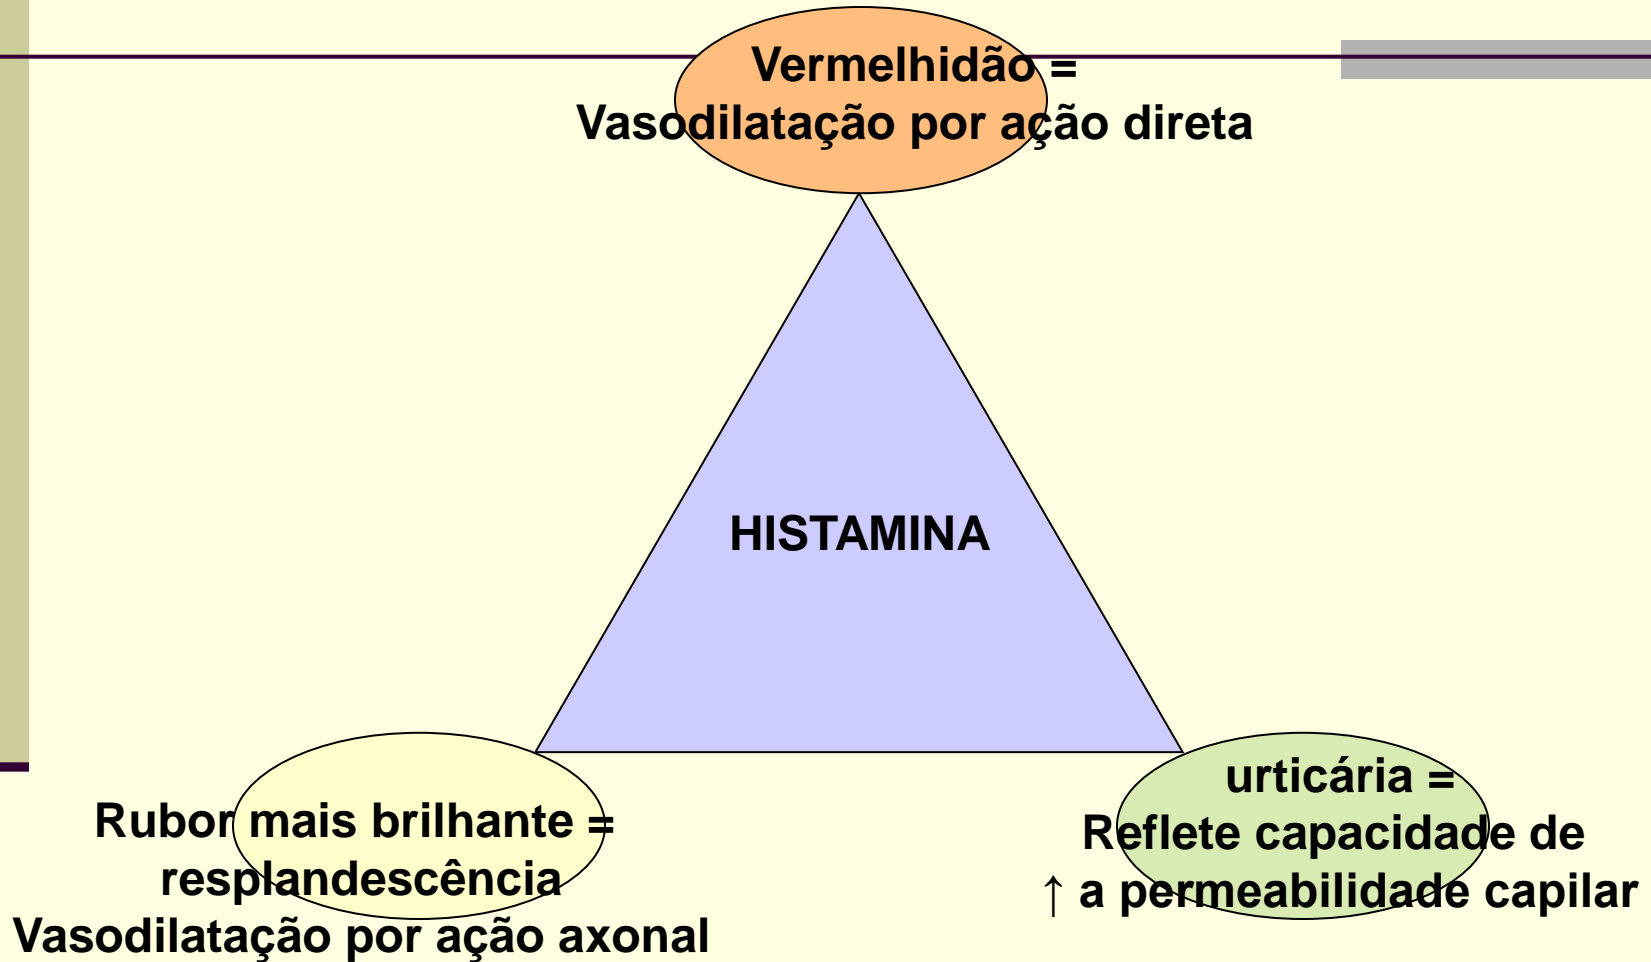 Vermelhidão =
Vasodilatação por ação direta
HISTAMINA
Rubor mais brilhante =
resplandescência
Vasodilatação por ação axonal
urticária =
Reflete capacidade de
↑ a permeabilidade capilar